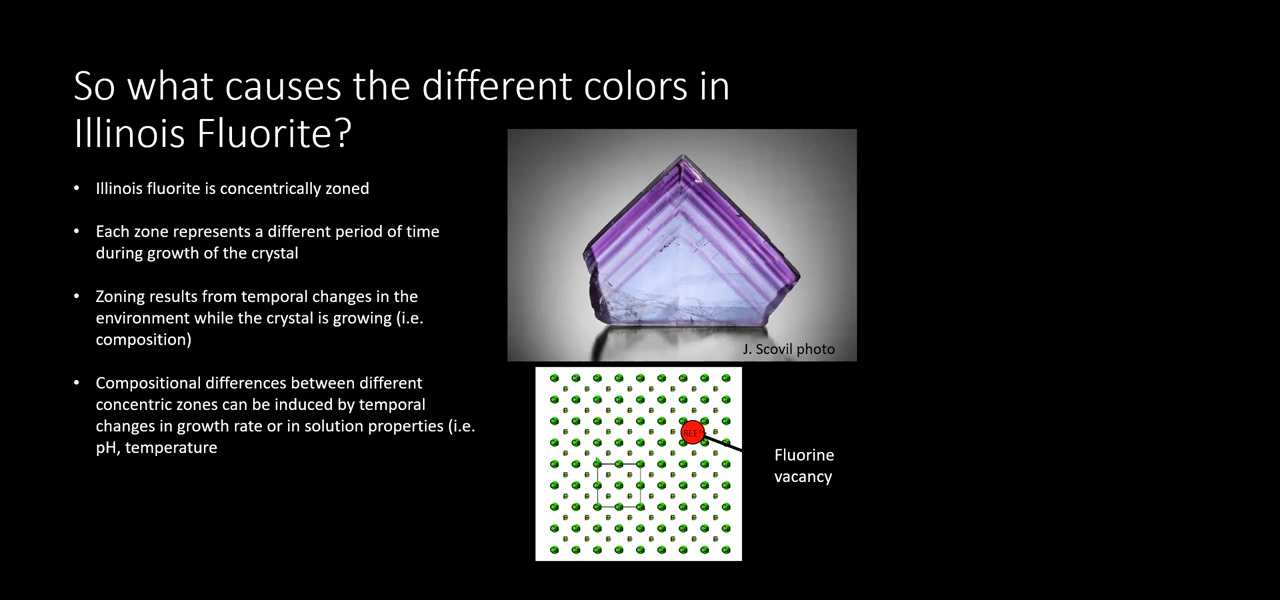 So what causes the different colors in
Illinois Fluorite?
• Illinois fluorite is concentrically zoned
• Each zone represents a different period of time
during growth of the crystal
• Zoning results from temporal changes in the
environment while the crystal is growing (i.e.
composition)
• Compositional differences between different
concentric zones can be induced by temporal
changes in growth rate or in solution properties (i.e.
pH, temperature
J. Scovil photo
Fluorine
vacancy